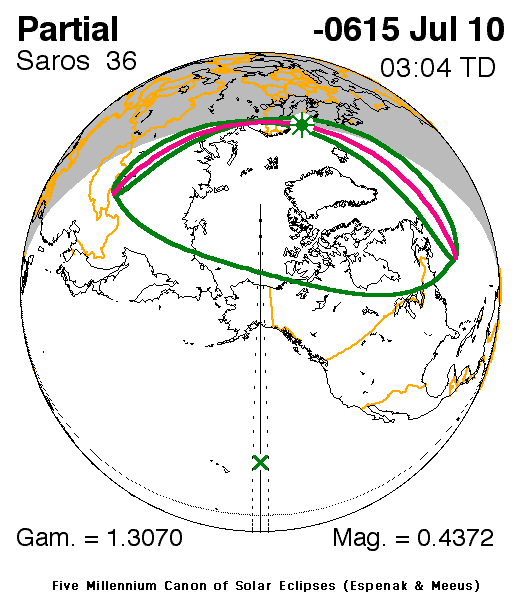 Partial -0615 Jul 10
Saros 36 03:04 TD
Gam. = 1.3070 Mag. = 0.4372
Five Millennium Canon of Solar Eclipses (Espenak & Meeus)